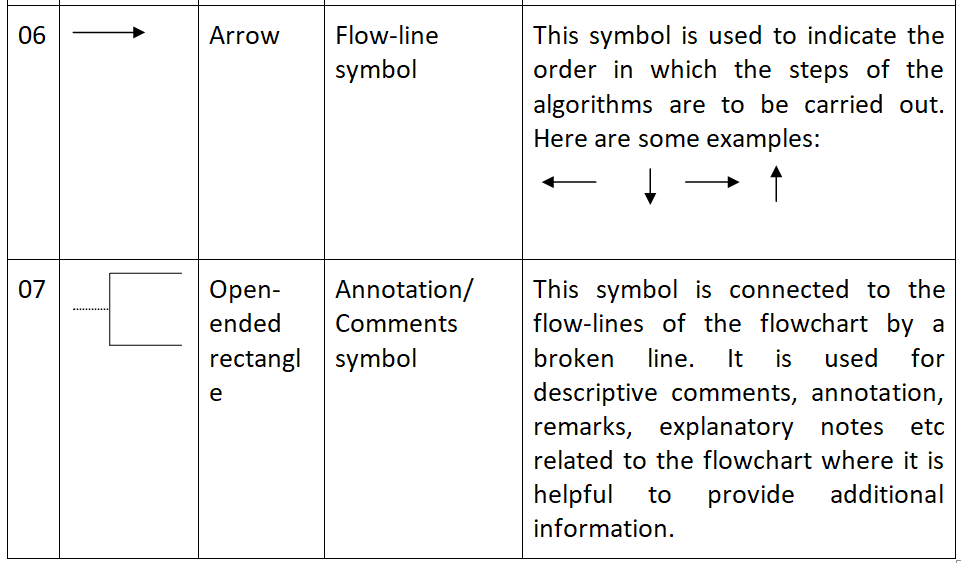 06
Arrow
Flow-line
symbol
This symbol is used to indicate the
order in which the steps of the
algorithms are to be carried out.
Here are some examples:
07
Open-
ended
rectangl
e
Annotation/
Comments
symbol
This symbol is connected to the
flow-lines of the flowchart by a
broken line. It is used for
descriptive comments, annotation,
remarks, explanatory notes etc
related to the flowchart where it is
helpful to provide additional
information.